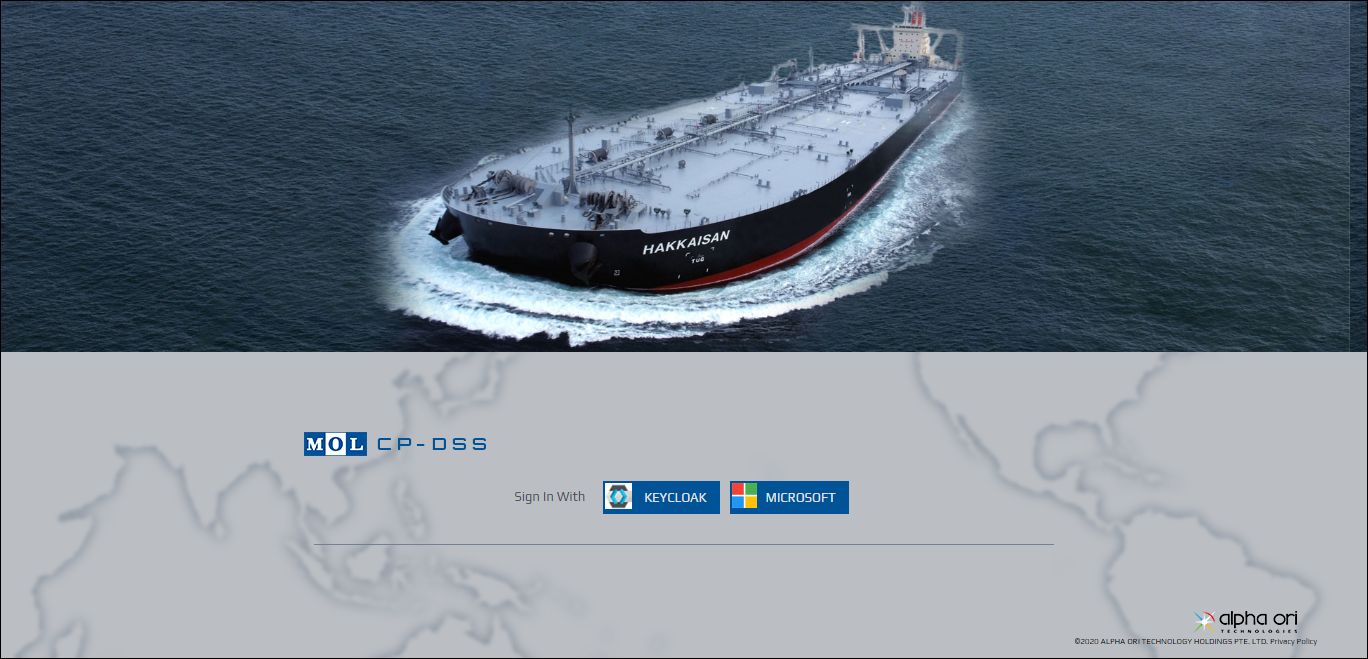 HAKKAISAN
TUG
23
MOL CP-DSS
Sign In With KEYCLOAK MICROSOFT
alpha ori
TECHNOLOGIES
©2020 ALPHA ORI TECHNOLOGY HOLDINGS PTE. LTD. Privacy Policy